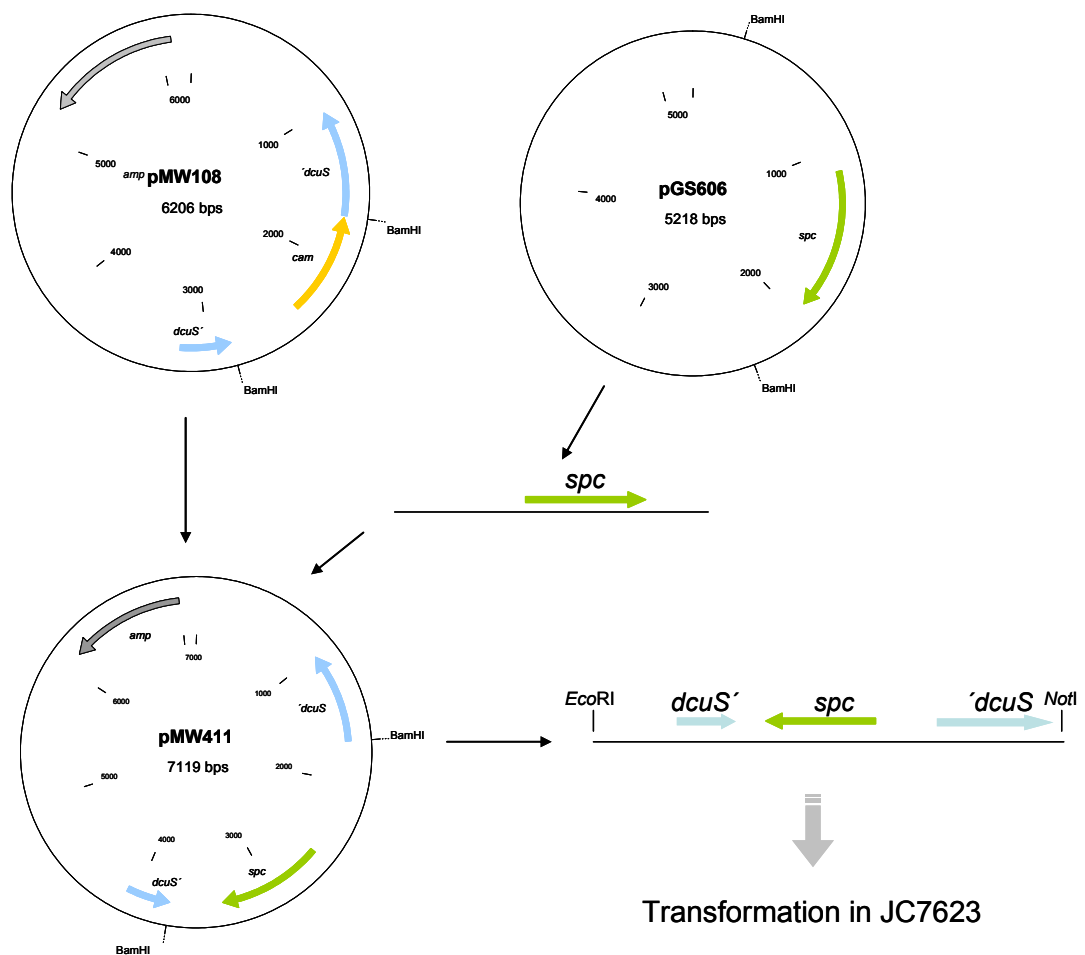 BamHI
6000
1000
´dcuS
5000
amp
pMW108
6206 bps
BamHI
2000
cam
4000
3000
dcuS´
BamHI
BamHI
5000
1000
pGS606
4000
5218 bps
spc
2000
3000
BamHI
spc
amp
7000
6000
1000
´dcuS
pMW411
BamHI
7119 bps
2000
5000
3000
4000
spc
dcuS´
BamHI
EcoRI
dcuS´
spc
´dcuS
NotI
Transformation in JC7623